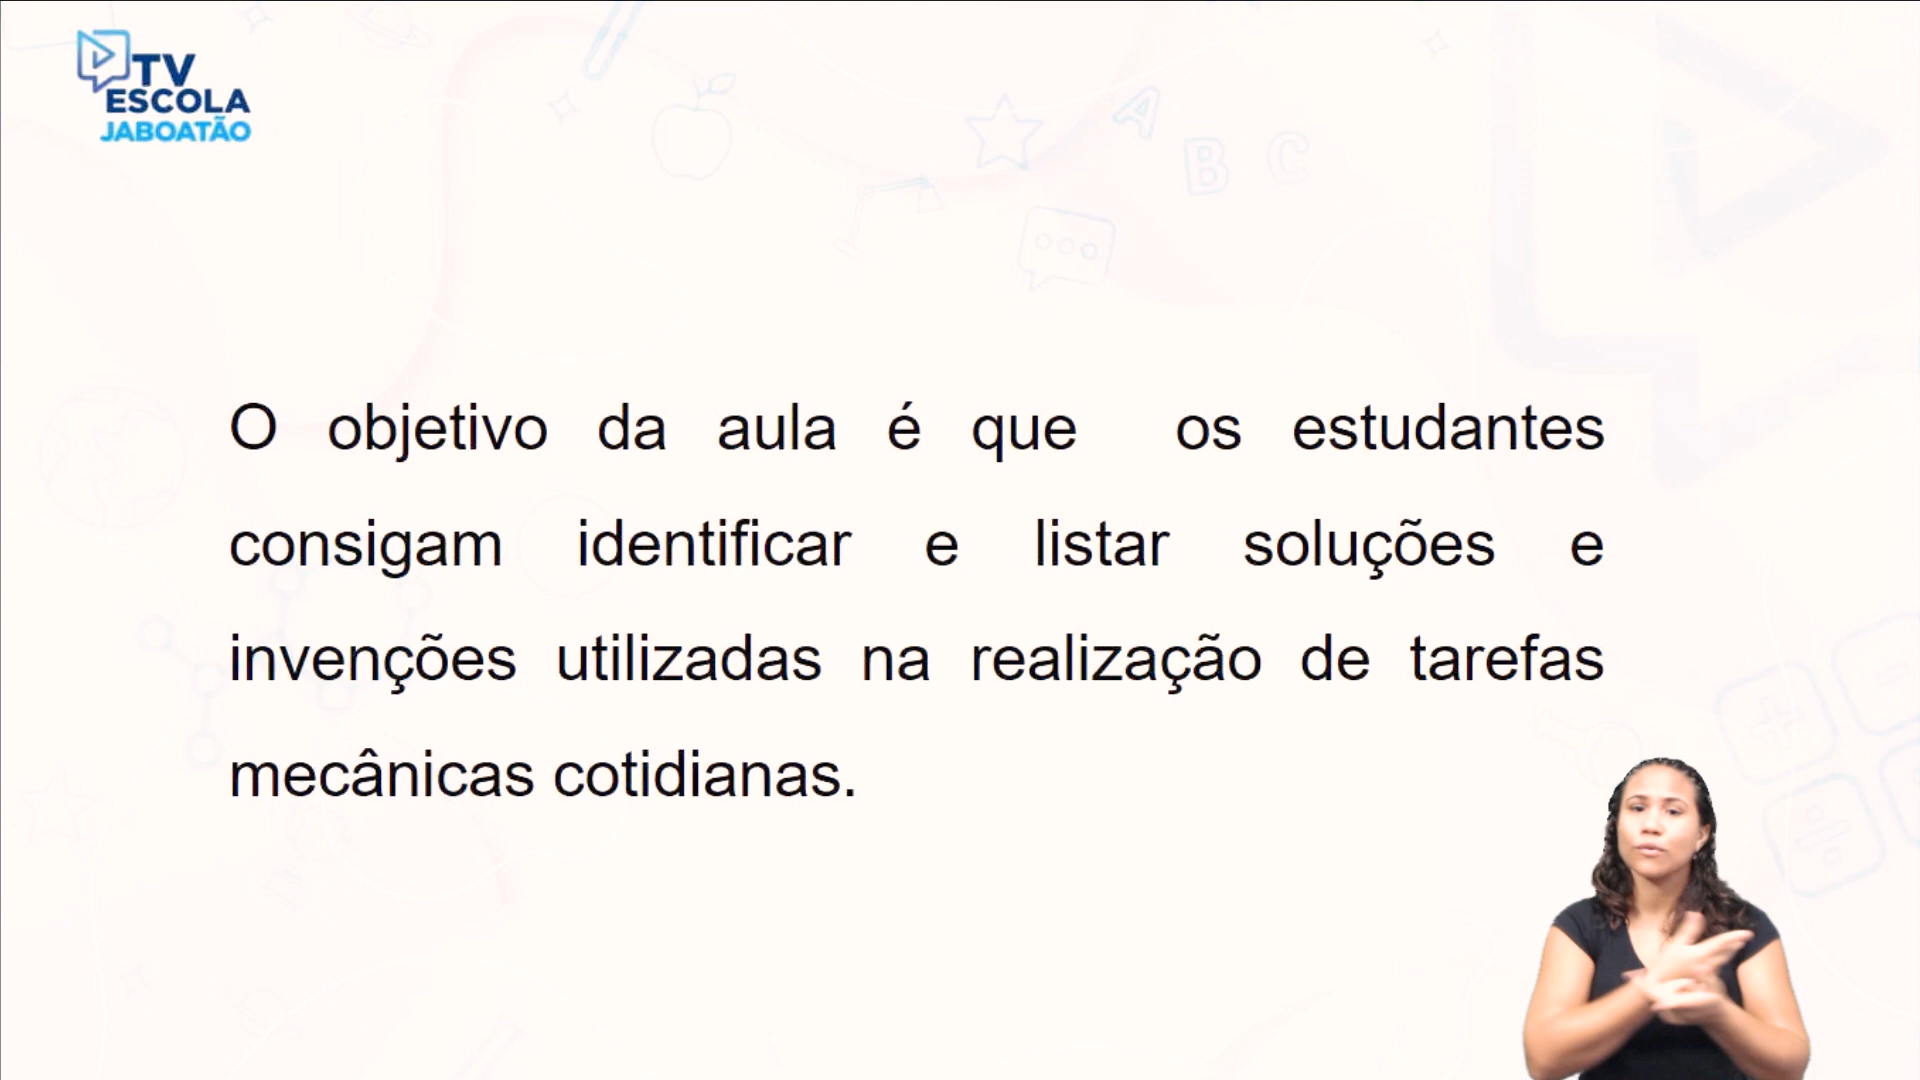 TV
ESCOLA
JABOATÃO
A B C
O objetivo da aula é que os estudantes
consigam identificar e listar soluções e
invenções utilizadas na realização de tarefas
mecânicas cotidianas.